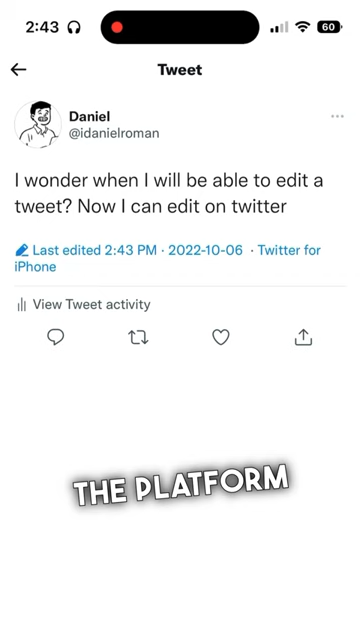 2:43
60
Tweet
Daniel
@idanielroman
I wonder when I will be able to edit a
tweet? Now I can edit on twitter
Last edited 2:43 PM · 2022-10-06 · Twitter for
iPhone
View Tweet activity
THE PLATFORM